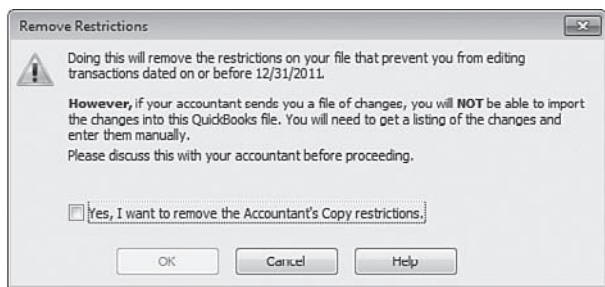 Remove Restrictions
Doing this will remove the restrictions on your file that prevent you from editing
transactions dated on or before 12/31/2011.
However, if your accountant sends you a file of changes, you will NOT be able to import
the changes into this QuickBooks file. You will need to get a listing of the changes and
enter them manually.
Please discuss this with your accountant before proceeding.
Yes, I want to remove the Accountant's Copy restrictions.
OK
Cancel
Help